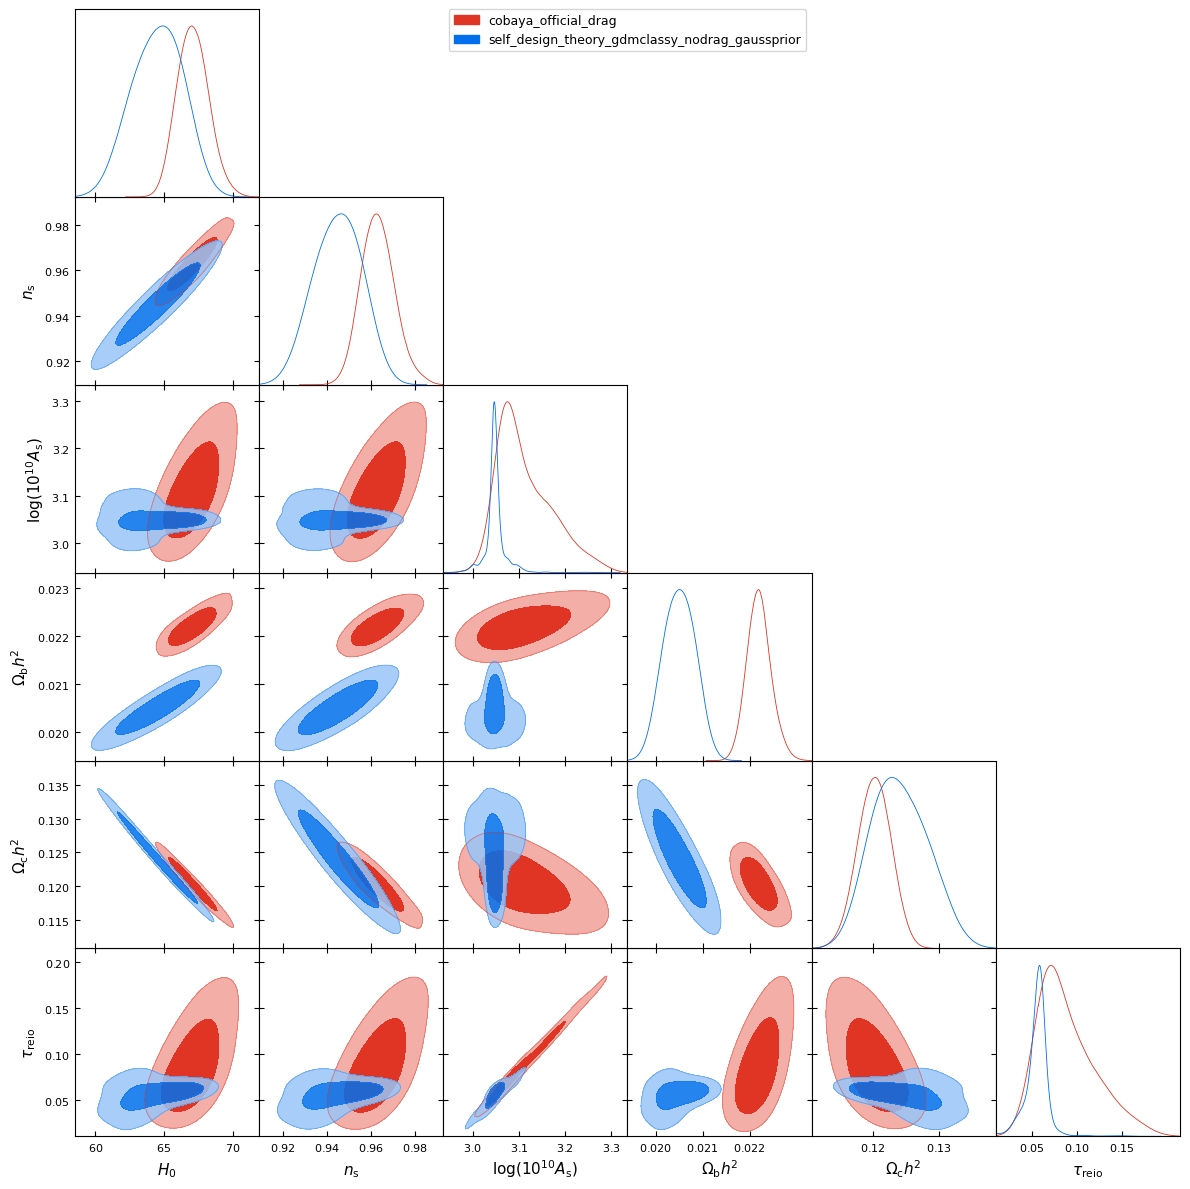 cobaya_official_drag
self_design_theory_gdmclassy_nodrag_gaussprior
0.98
0.96
0.94
0.92
n_s
3.3
3.2
3.1
3.0
log(10^10 A_s)
0.023
0.022
0.021
0.020
Ω_b h^2
0.135
0.130
0.125
0.120
0.115
Ω_c h^2
0.20
0.15
0.10
0.05
τ_reio
60 65 70 0.92 0.94 0.96 0.98 3.0 3.1 3.2 3.3 0.020 0.021 0.022 0.12 0.13 0.05 0.10 0.15
H_0 n_s log(10^10 A_s) Ω_b h^2 Ω_c h^2 τ_reio